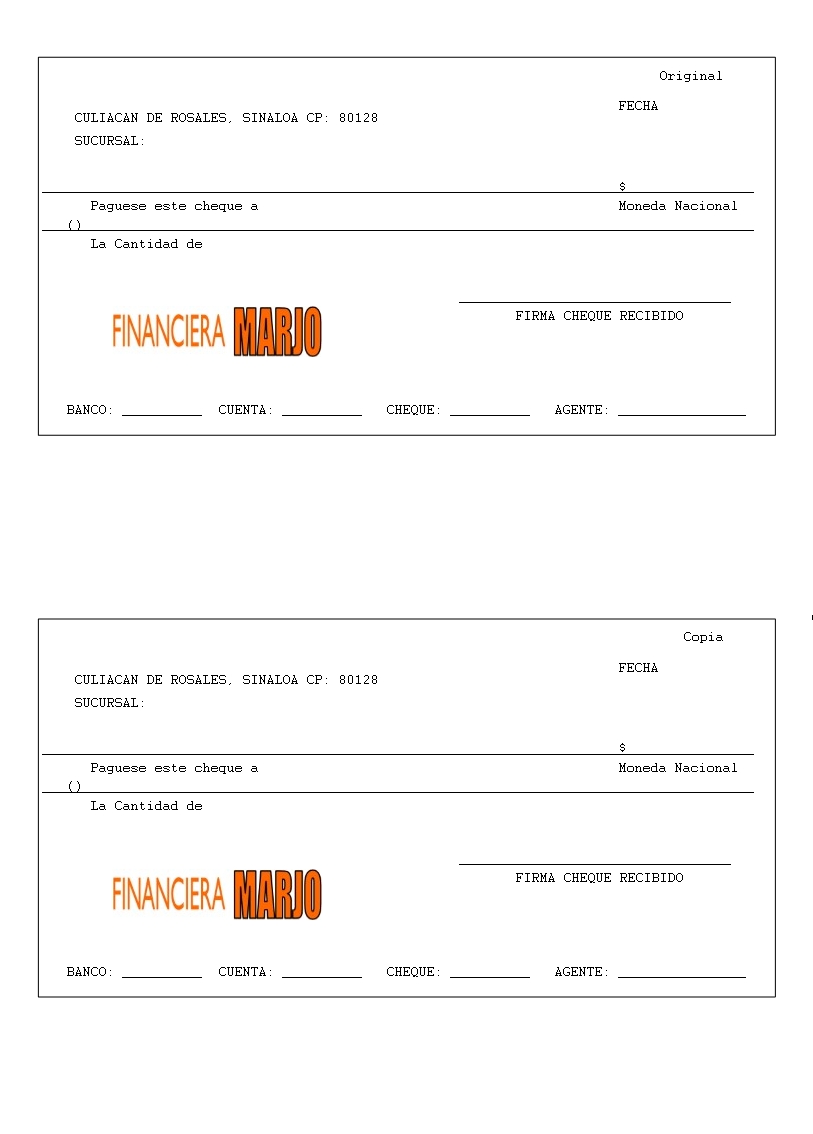 Original
FECHA
CULIACAN DE ROSALES, SINALOA CP: 80128
SUCURSAL:
$
Paguese este cheque a Moneda Nacional
()
La Cantidad de
FIRMA CHEQUE RECIBIDO
FINANCIERA MARJO
BANCO: __________ CUENTA: __________ CHEQUE: __________ AGENTE: ________________
Copia
FECHA
CULIACAN DE ROSALES, SINALOA CP: 80128
SUCURSAL:
$
Paguese este cheque a Moneda Nacional
()
La Cantidad de
FIRMA CHEQUE RECIBIDO
FINANCIERA MARJO
BANCO: __________ CUENTA: __________ CHEQUE: __________ AGENTE: ________________